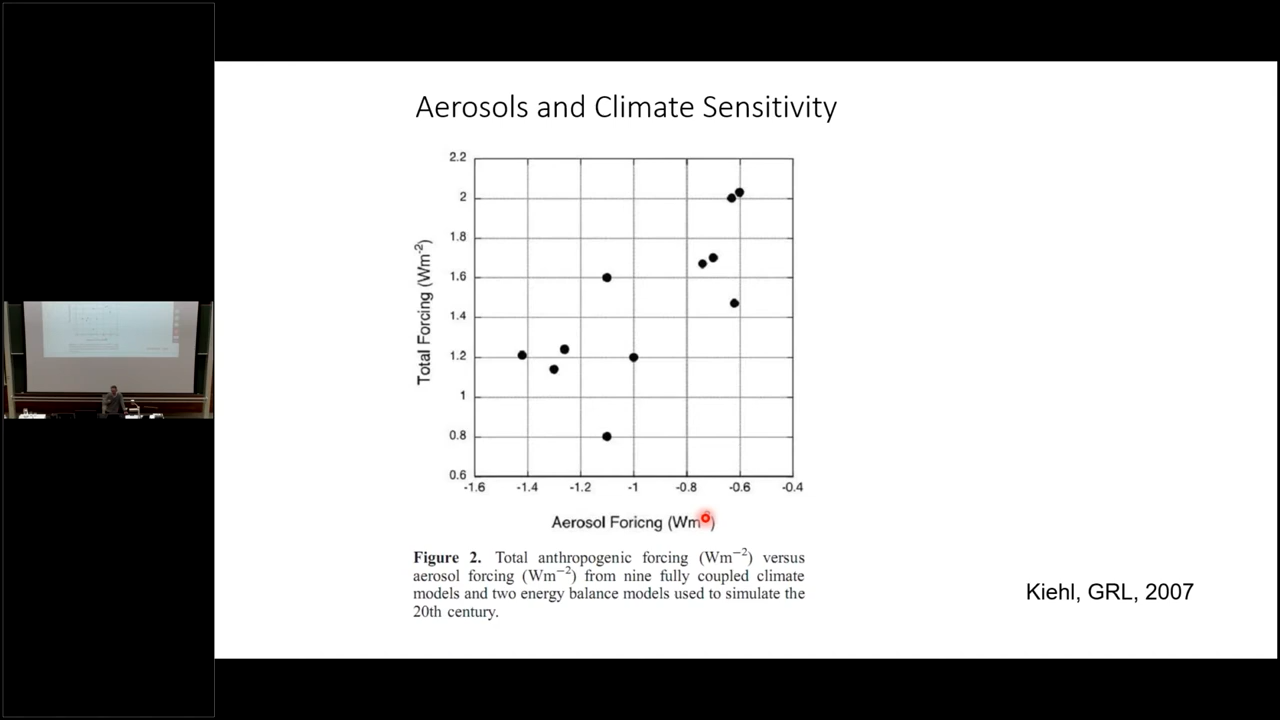 Aerosols and Climate Sensitivity
2.2
2
1.8
1.6
1.4
1.2
1
0.8
0.6
Total Forcing (Wm-2)
-1.6 -1.4 -1.2 -1 -0.8 -0.6 -0.4
Aerosol Foricng (Wm
Figure 2. Total anthropogenic forcing (Wm−2) versus
aerosol forcing (Wm−2) from nine fully coupled climate
models and two energy balance models used to simulate the
20th century.
Kiehl, GRL, 2007